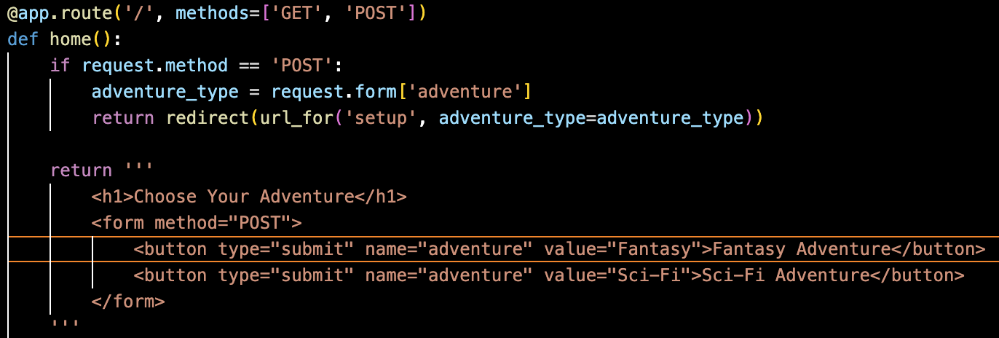 @app.route('/', methods=['GET', 'POST'])
def home():
    if request.method == 'POST':
        adventure_type = request.form['adventure']
        return redirect(url_for('setup', adventure_type=adventure_type))

    return '''
        <h1>Choose Your Adventure</h1>
        <form method="POST">
            <button type="submit" name="adventure" value="Fantasy">Fantasy Adventure</button>
            <button type="submit" name="adventure" value="Sci-Fi">Sci-Fi Adventure</button>
        </form>
    '''